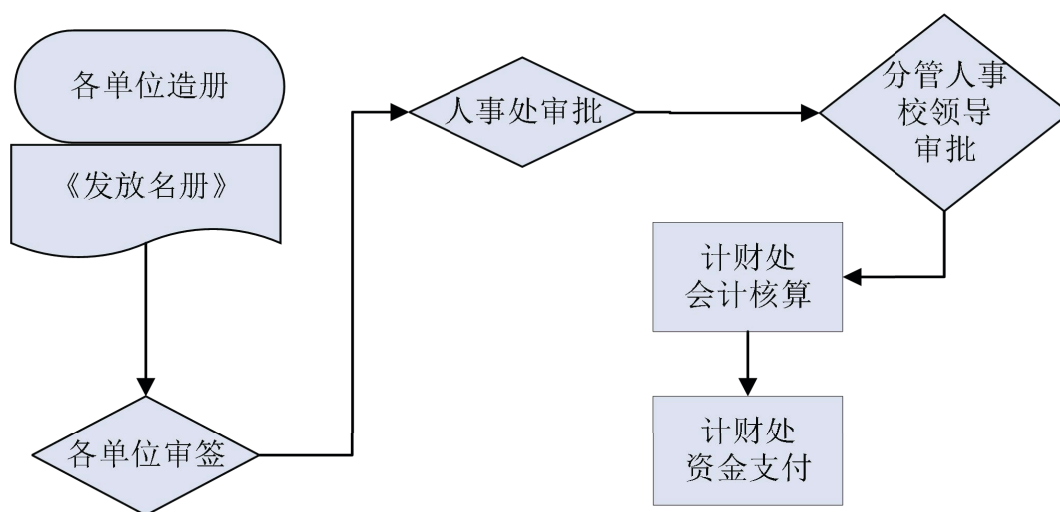 各单位造册
《发放名册》
各单位审签
人事处审批
分管人事
校领导
审批
计财处
会计核算
计财处
资金支付